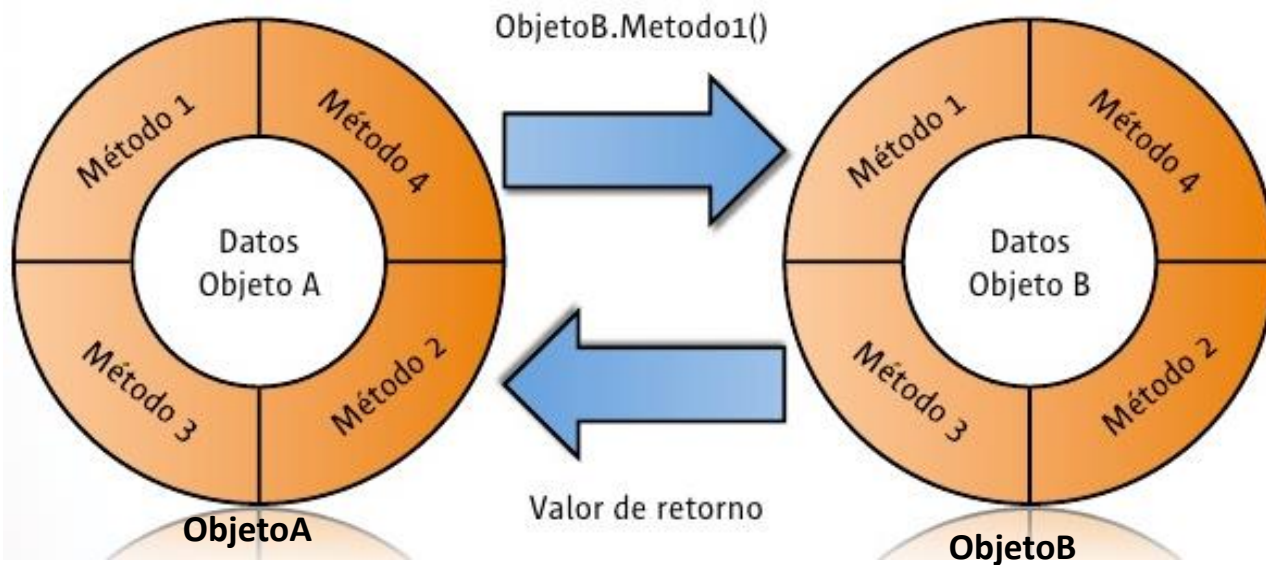 ObjetoB.Metodo1()
Método 1
Método 4
Datos
Objeto A
Método 3
Método 2
Método 1
Método 4
Datos
Objeto B
Método 3
Método 2
Valor de retorno
ObjetoA
ObjetoB